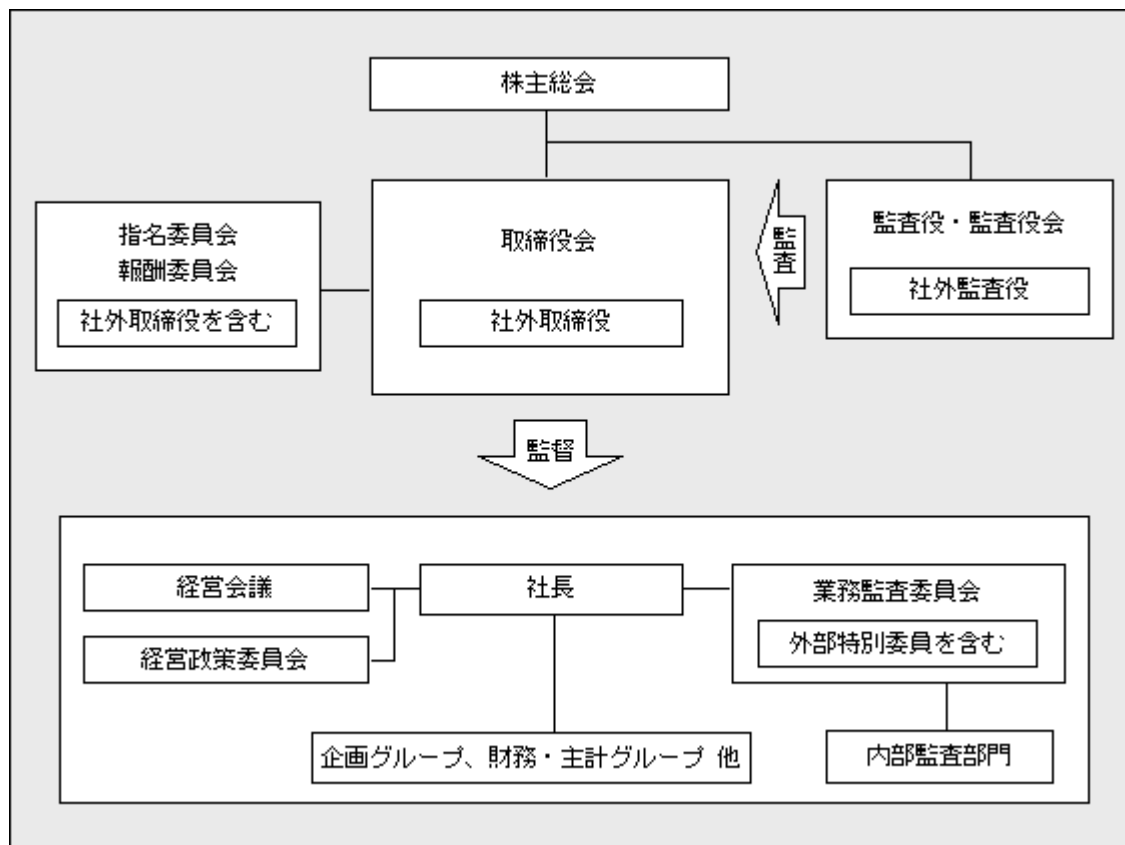 株主総会
指名委員会
報酬委員会
社外取締役を含む
取締役会
社外取締役
監査
監査役・監査役会
社外監査役
監督
経営会議
経営政策委員会
社長
業務監査委員会
外部特別委員を含む
企画グループ、財務・主計グループ 他
内部監査部門